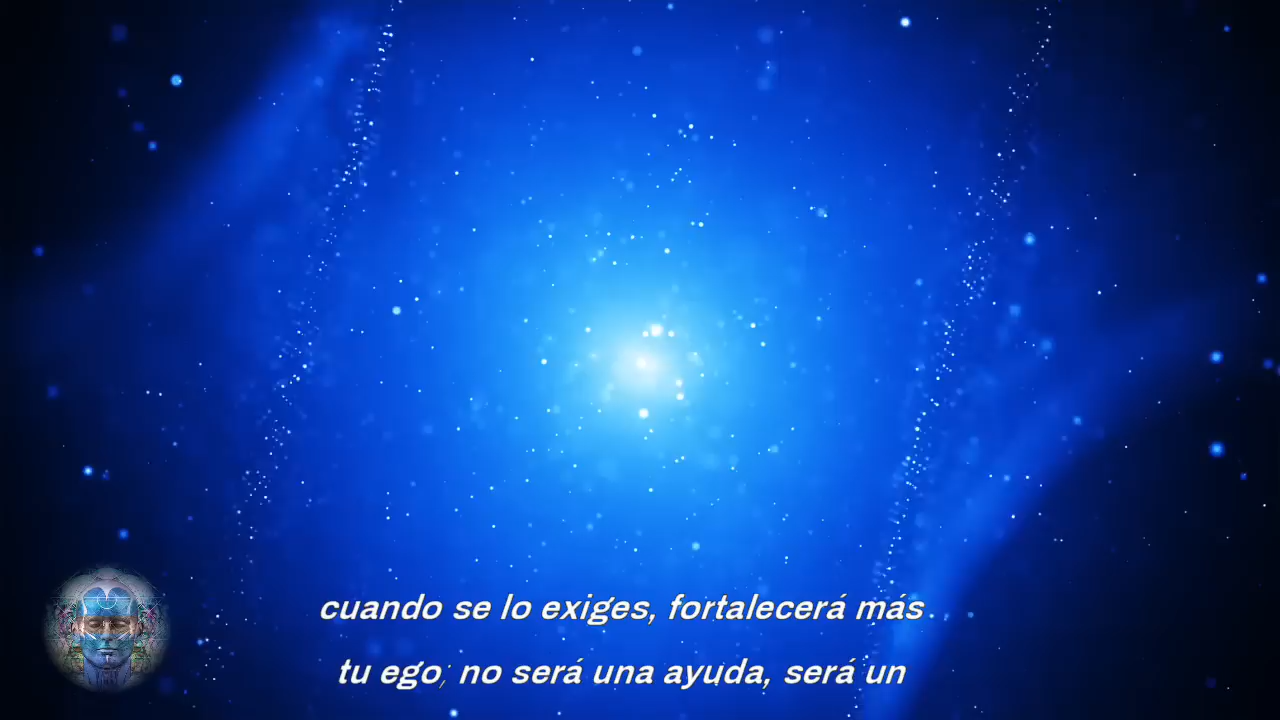 cuando se lo exiges, fortalecerá más
tu ego, no será una ayuda, será un